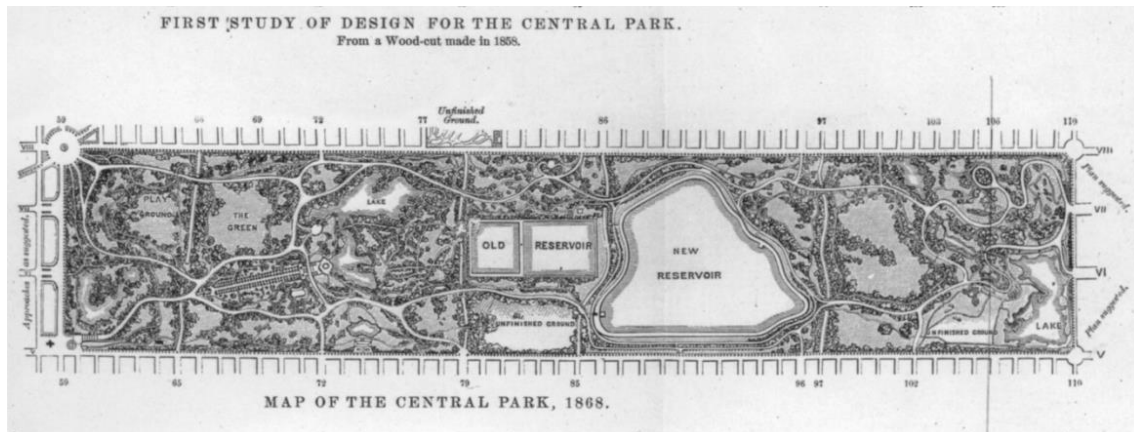 FIRST STUDY OF DESIGN FOR THE CENTRAL PARK.
From a Wood-cut made in 1858.
Unfinished
Ground.
59 69 72 77 86 97 103 106 110
VIII
Plan suggested.
VII
VI
Plan suggested.
V
Approaches as suggested.
PLAY
GROUND
THE
GREEN
LAKE
OLD RESERVOIR
NEW
RESERVOIR
UNFINISHED GROUND
UNFINISHED GROUND
LAKE
59 65 72 79 85 96 97 102 110
MAP OF THE CENTRAL PARK, 1868.